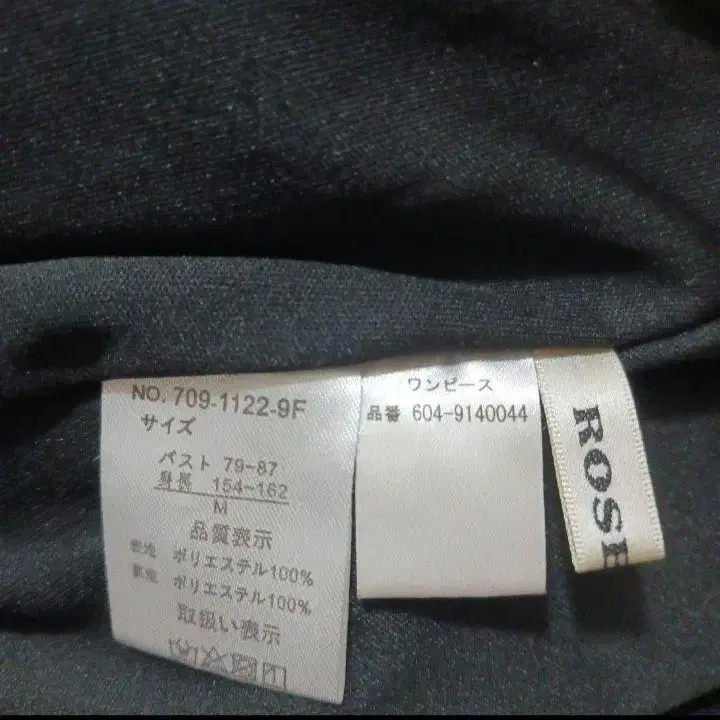 NO. 709-1122-9F
サイズ
バスト 79-87
身長 154-162
M
品質表示
表地 ポリエステル100%
裏地 ポリエステル100%
取扱い表示
ワンピース
品番 604-9140044
ROSE